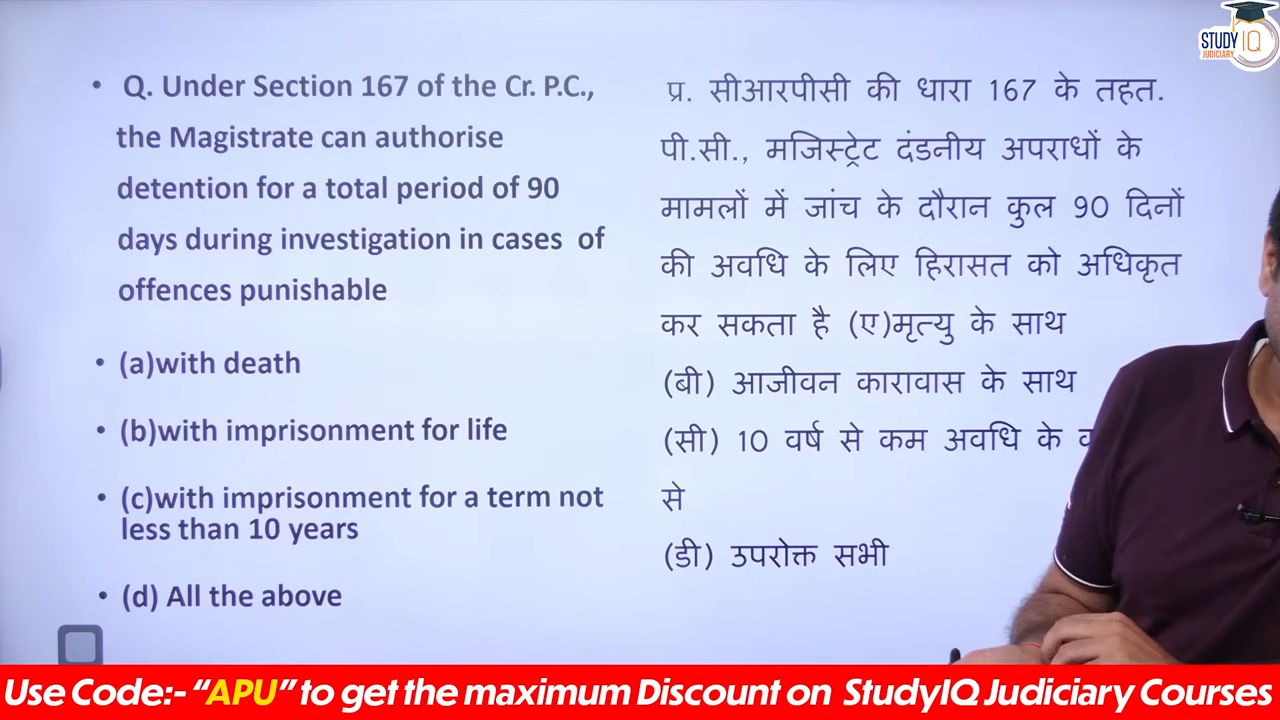 STUDY IQ
JUDICIARY
• Q. Under Section 167 of the Cr. P.C.,
the Magistrate can authorise
detention for a total period of 90
days during investigation in cases of
offences punishable
• (a)with death
• (b)with imprisonment for life
• (c)with imprisonment for a term not
less than 10 years
• (d) All the above
प्र. सीआरपीसी की धारा 167 के तहत.
पी.सी., मजिस्ट्रेट दंडनीय अपराधों के
मामलों में जांच के दौरान कुल 90 दिनों
की अवधि के लिए हिरासत को अधिकृत
कर सकता है (ए)मृत्यु के साथ
(बी) आजीवन कारावास के साथ
(सी) 10 वर्ष से कम अवधि के
से
(डी) उपरोक्त सभी
Use Code:- “APU” to get the maximum Discount on StudyIQ Judiciary Courses